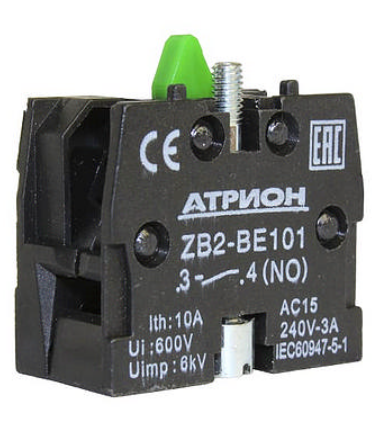 CE
EAC
АТРИОН
ZB2-BE101
.3 .4 (NO)
Ith: 10A
Ui :600V
Uimp : 6kV
AC15
240V-3A
IEC60947-5-1